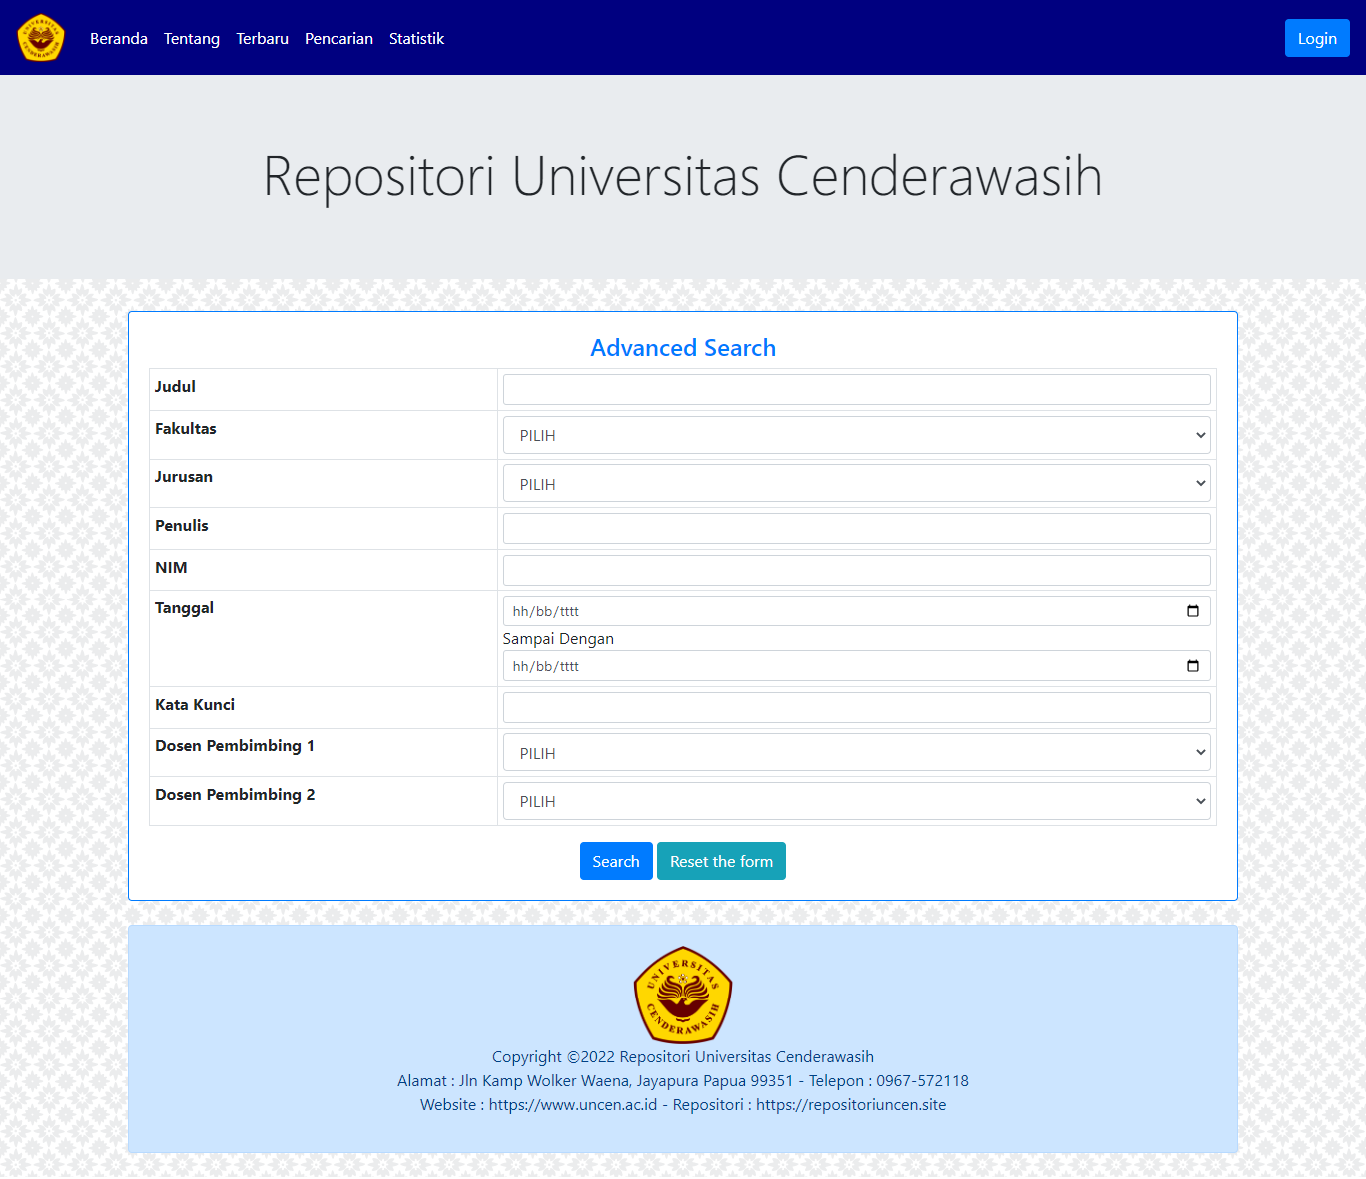 Beranda Tentang Terbaru Pencarian Statistik Login
Repositori Universitas Cenderawasih
Advanced Search
Judul
Fakultas PILIH
Jurusan PILIH
Penulis
NIM
Tanggal hh/bb/tttt
Sampai Dengan
hh/bb/tttt
Kata Kunci
Dosen Pembimbing 1 PILIH
Dosen Pembimbing 2 PILIH
Search Reset the form
UNIVERSITAS
CENDERAWASIH
Copyright ©2022 Repositori Universitas Cenderawasih
Alamat : Jln Kamp Wolker Waena, Jayapura Papua 99351 - Telepon : 0967-572118
Website : https://www.uncen.ac.id - Repositori : https://repositoriuncen.site